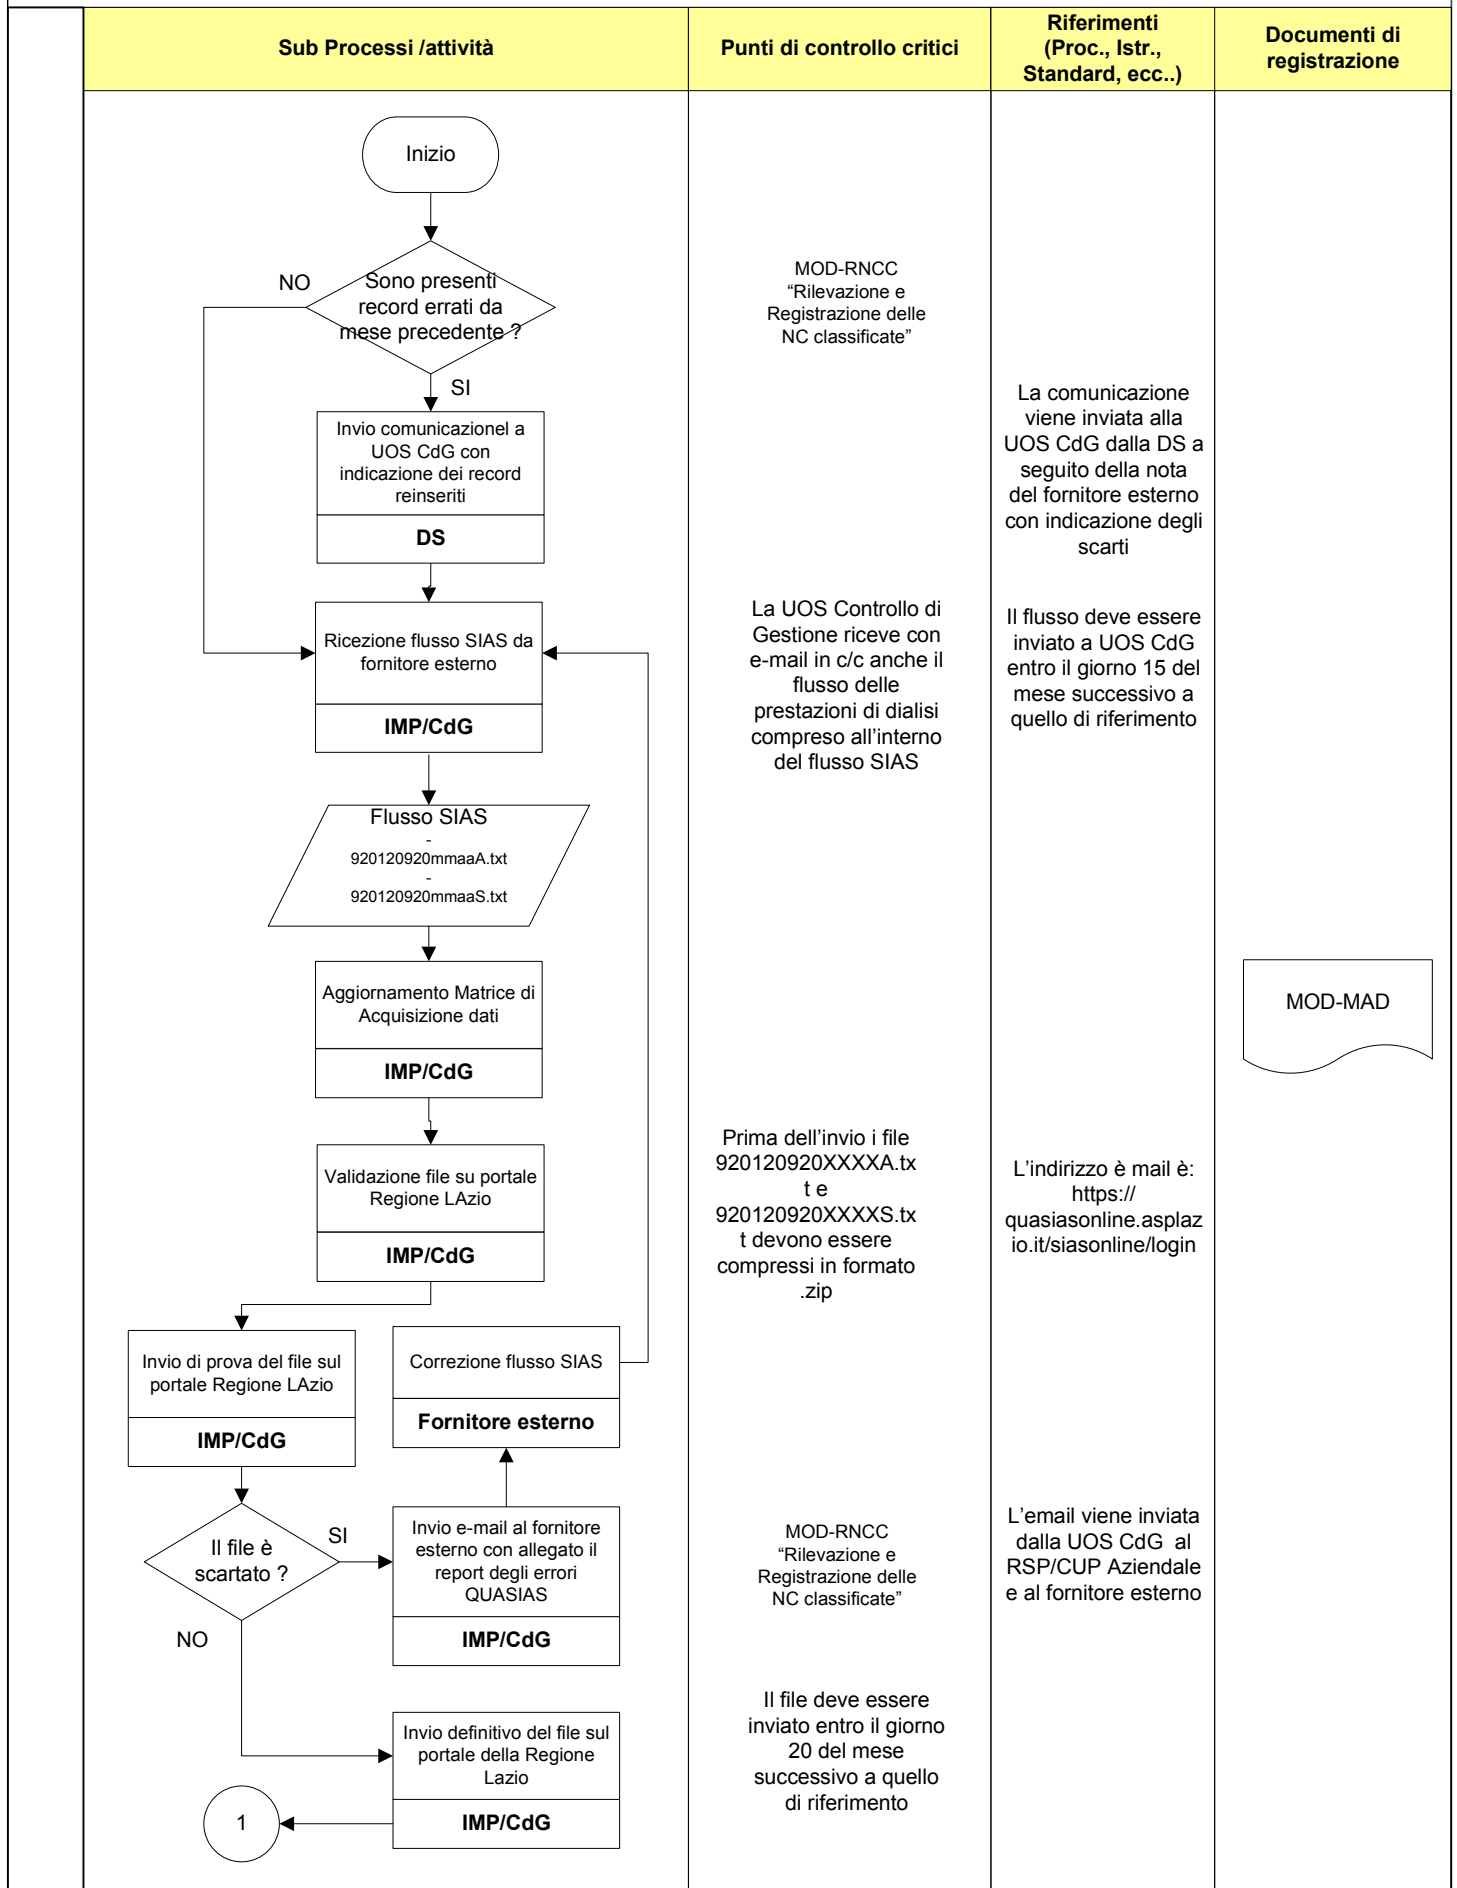 Sub Processi /attività
Punti di controllo critici
Riferimenti
(Proc., Istr.,
Standard, ecc..)
Documenti di
registrazione
Inizio
NO
Sono presenti
record errati da
mese precedente ?
SI
MOD-RNCC
“Rilevazione e
Registrazione delle
NC classificate”
Invio comunicazionel a
UOS CdG con
indicazione dei record
reinseriti
DS
La comunicazione
viene inviata alla
UOS CdG dalla DS a
seguito della nota
del fornitore esterno
con indicazione degli
scarti
Ricezione flusso SIAS da
fornitore esterno
IMP/CdG
La UOS Controllo di
Gestione riceve con
e-mail in c/c anche il
flusso delle
prestazioni di dialisi
compreso all’interno
del flusso SIAS
Il flusso deve essere
inviato a UOS CdG
entro il giorno 15 del
mese successivo a
quello di riferimento
Flusso SIAS
-
920120920mmaaA.txt
-
920120920mmaaS.txt
Aggiornamento Matrice di
Acquisizione dati
IMP/CdG
MOD-MAD
Validazione file su portale
Regione LAzio
IMP/CdG
Prima dell’invio i file
920120920XXXXA.tx
t e
920120920XXXXS.tx
t devono essere
compressi in formato
.zip
L’indirizzo è mail è:
https://
quasiasonline.asplaz
io.it/siasonline/login
Invio di prova del file sul
portale Regione LAzio
IMP/CdG
Correzione flusso SIAS
Fornitore esterno
Il file è
scartato ?
SI
NO
Invio e-mail al fornitore
esterno con allegato il
report degli errori
QUASIAS
IMP/CdG
MOD-RNCC
“Rilevazione e
Registrazione delle
NC classificate”
L’email viene inviata
dalla UOS CdG al
RSP/CUP Aziendale
e al fornitore esterno
Invio definitivo del file sul
portale della Regione
Lazio
IMP/CdG
Il file deve essere
inviato entro il giorno
20 del mese
successivo a quello
di riferimento
1